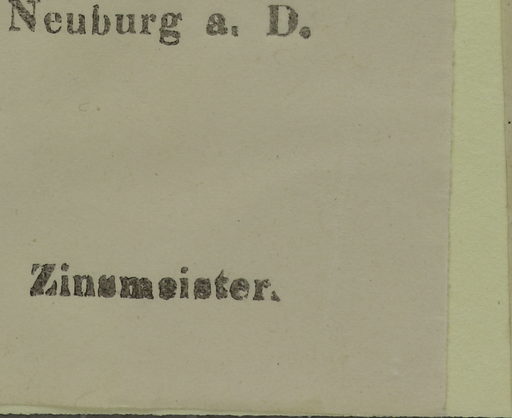 Neuburg a. D.
Zinsmeister.